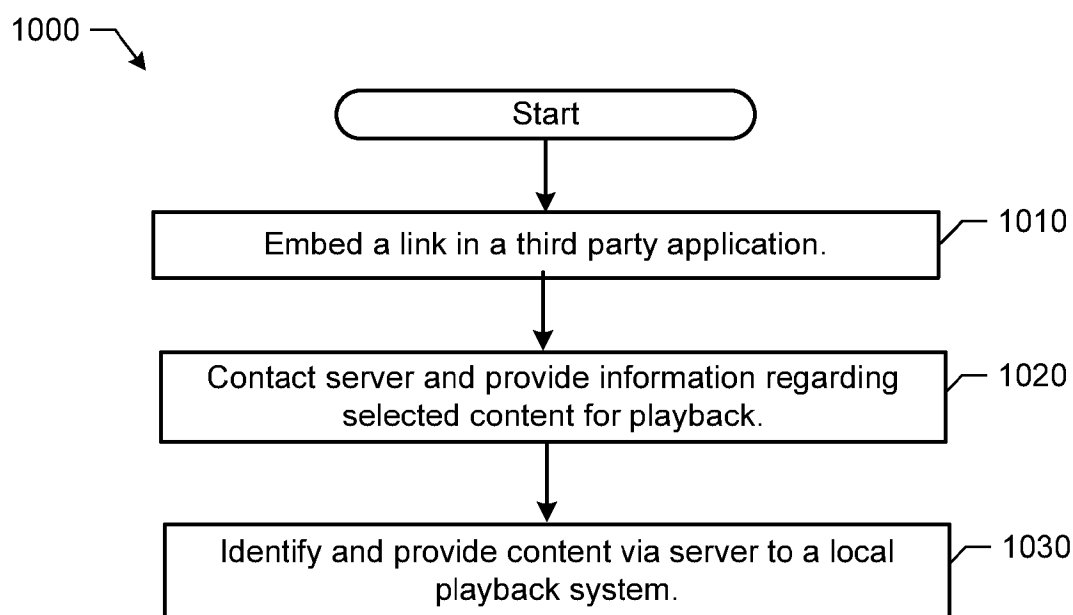 1000
Start
Embed a link in a third party application.
1010
Contact server and provide information regarding
selected content for playback.
1020
Identify and provide content via server to a local
playback system.
1030